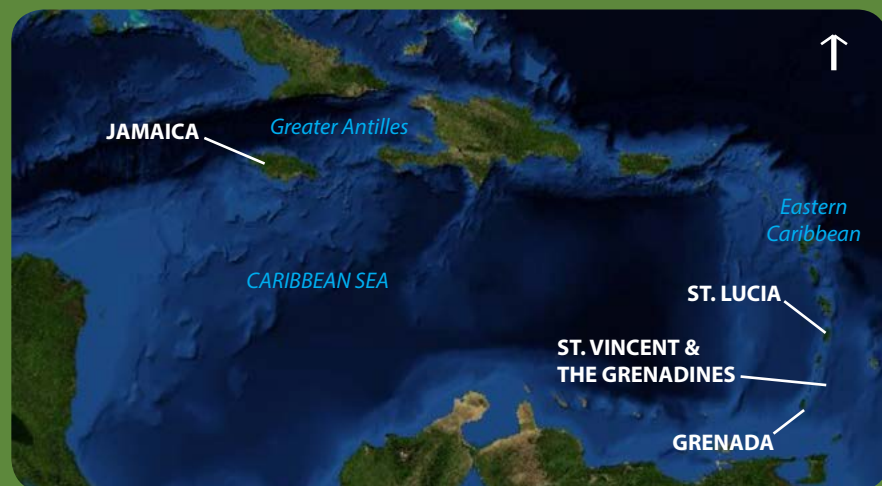 JAMAICA
Greater Antilles
Eastern
Caribbean
CARIBBEAN SEA
ST. LUCIA
ST. VINCENT &
THE GRENADINES
GRENADA